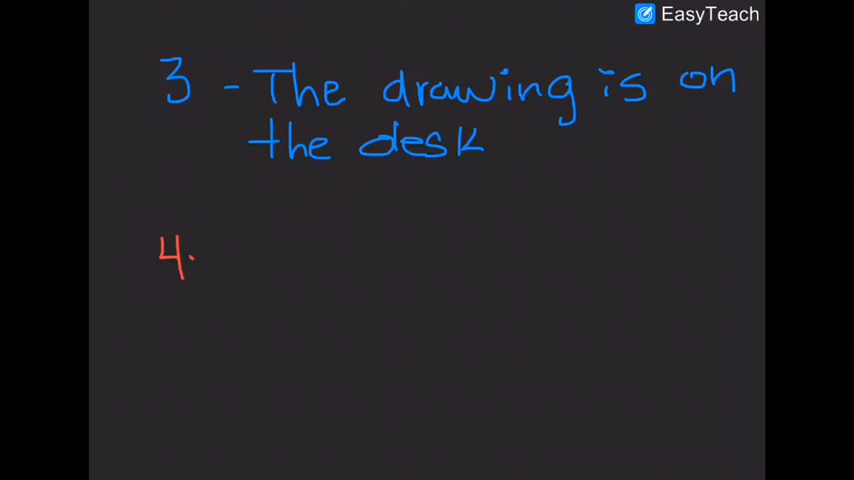 EasyTeach
3 - The drawing is on
the desk
4.